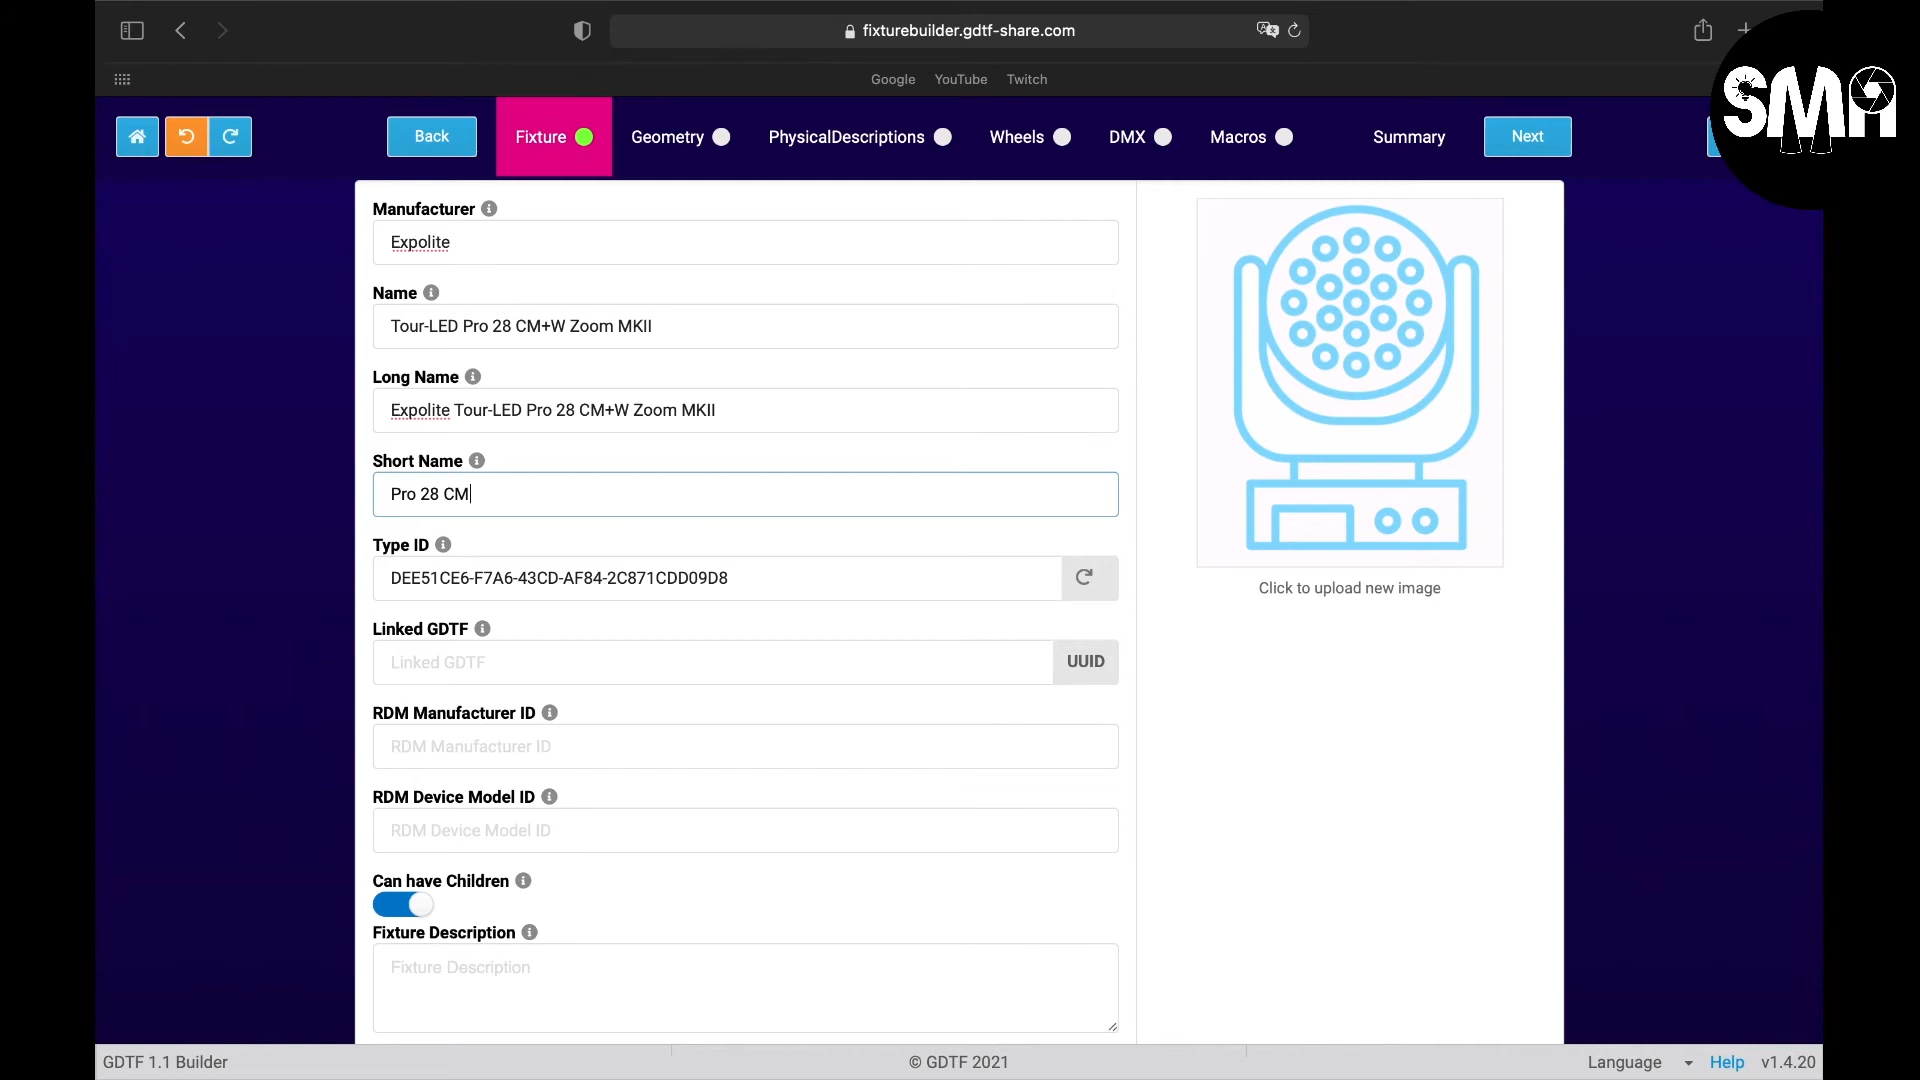 fixturebuilder.gdtf-share.com
Google YouTube Twitch
SMH
Back Fixture Geometry PhysicalDescriptions Wheels DMX Macros Summary Next
Manufacturer
Expolite
Name
Tour-LED Pro 28 CM+W Zoom MKII
Long Name
Expolite Tour-LED Pro 28 CM+W Zoom MKII
Short Name
Pro 28 CM
Type ID
DEE51CE6-F7A6-43CD-AF84-2C871CDD09D8
Linked GDTF
Linked GDTF UUID
RDM Manufacturer ID
RDM Manufacturer ID
RDM Device Model ID
RDM Device Model ID
Can have Children
Fixture Description
Fixture Description
Click to upload new image
GDTF 1.1 Builder © GDTF 2021 Language Help v1.4.20